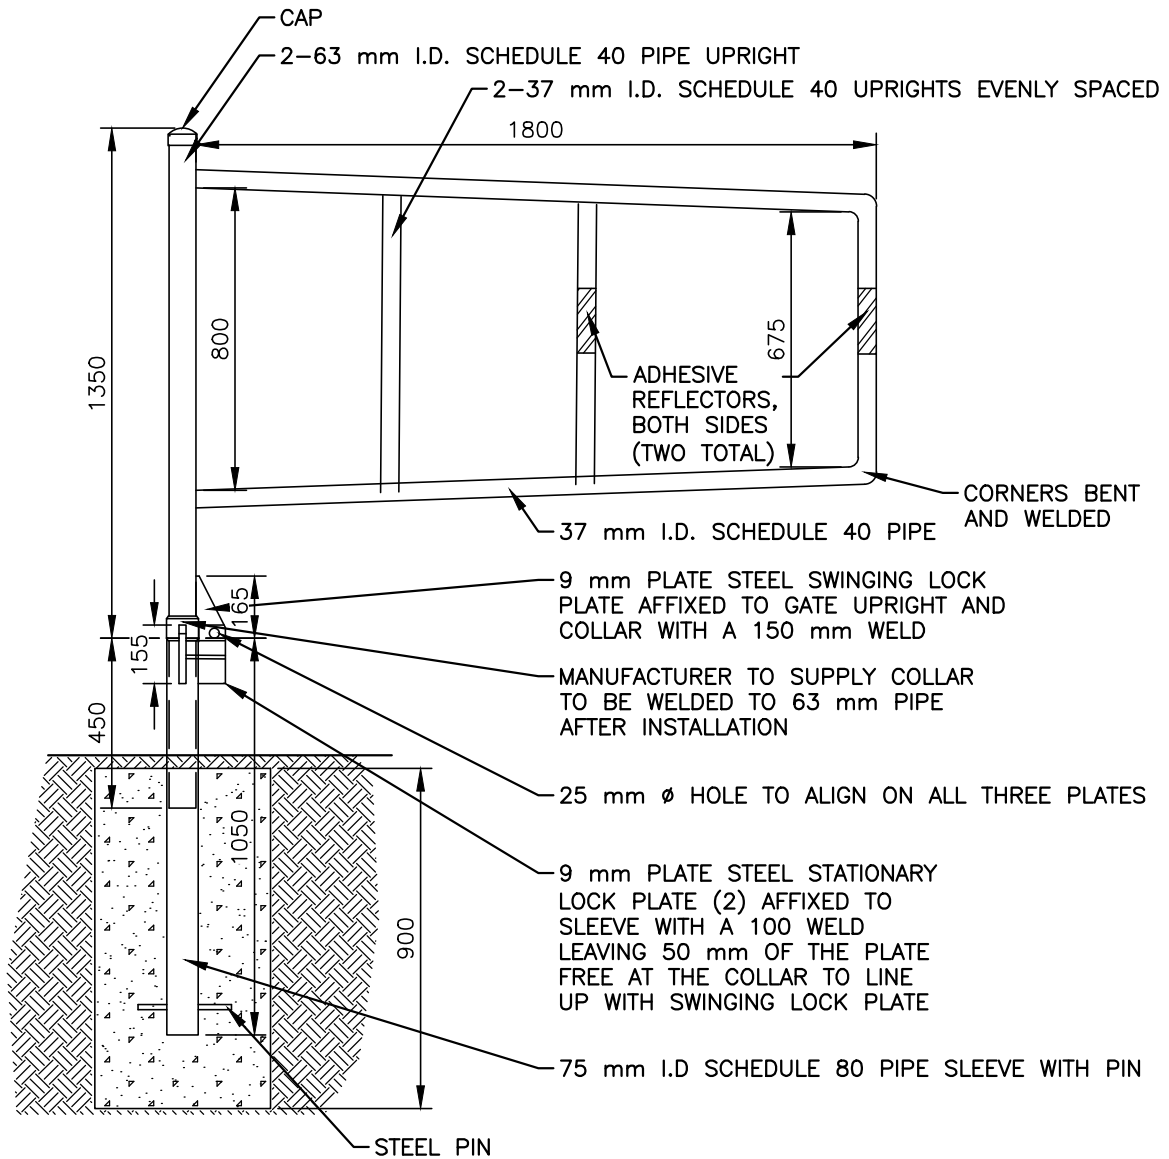 CAP
2-63 mm I.D. SCHEDULE 40 PIPE UPRIGHT
2-37 mm I.D. SCHEDULE 40 UPRIGHTS EVENLY SPACED
1800
1350
800
675
ADHESIVE
REFLECTORS,
BOTH SIDES
(TWO TOTAL)
CORNERS BENT
AND WELDED
37 mm I.D. SCHEDULE 40 PIPE
9 mm PLATE STEEL SWINGING LOCK
PLATE AFFIXED TO GATE UPRIGHT AND
COLLAR WITH A 150 mm WELD
165
155
450
MANUFACTURER TO SUPPLY COLLAR
TO BE WELDED TO 63 mm PIPE
AFTER INSTALLATION
25 mm ø HOLE TO ALIGN ON ALL THREE PLATES
1050
900
9 mm PLATE STEEL STATIONARY
LOCK PLATE (2) AFFIXED TO
SLEEVE WITH A 100 WELD
LEAVING 50 mm OF THE PLATE
FREE AT THE COLLAR TO LINE
UP WITH SWINGING LOCK PLATE
75 mm I.D SCHEDULE 80 PIPE SLEEVE WITH PIN
STEEL PIN